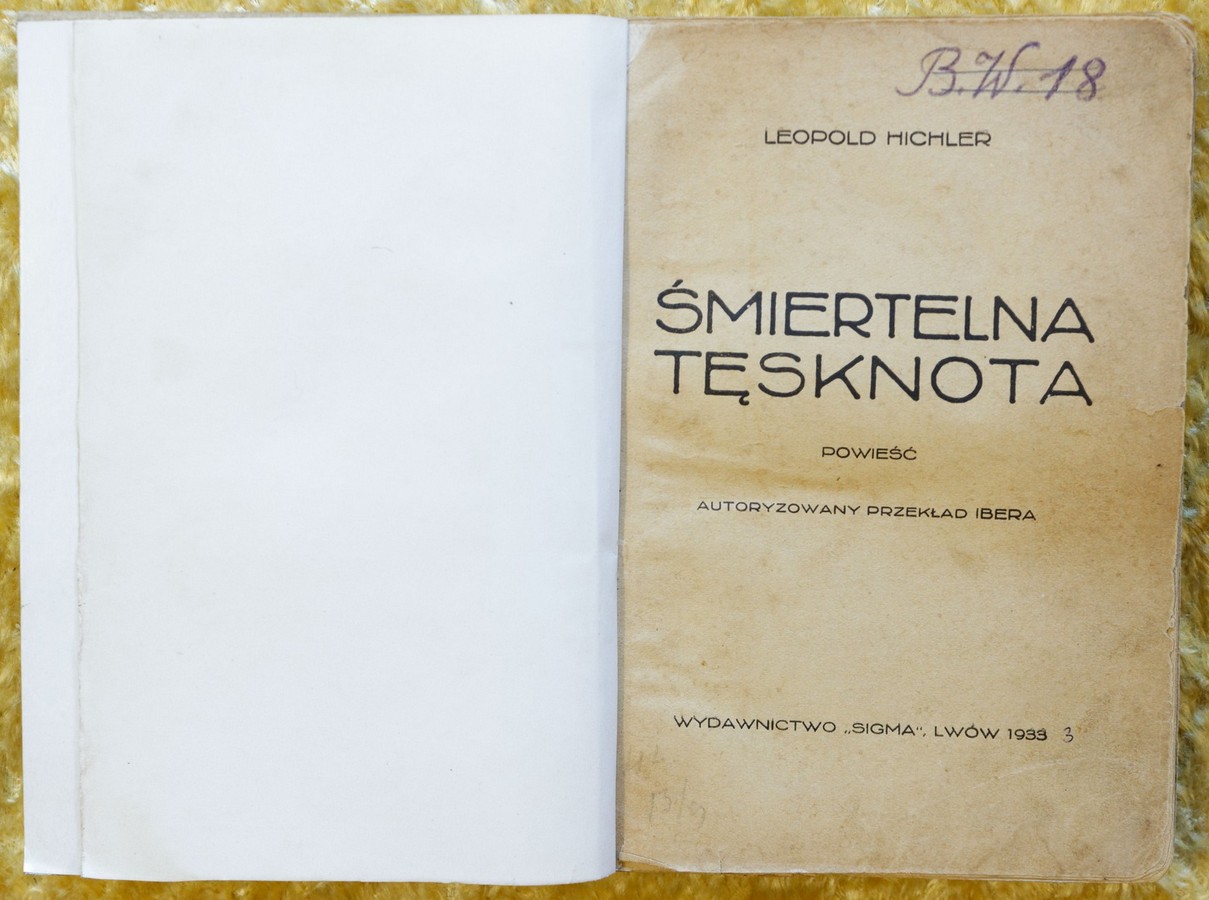 B.W. 18
LEOPOLD HICHLER
ŚMIERTELNA
TĘSKNOTA
POWIEŚĆ
AUTORYZOWANY PRZEKŁAD IBERA
WYDAWNICTWO „SIGMA“, LWÓW 1933 3